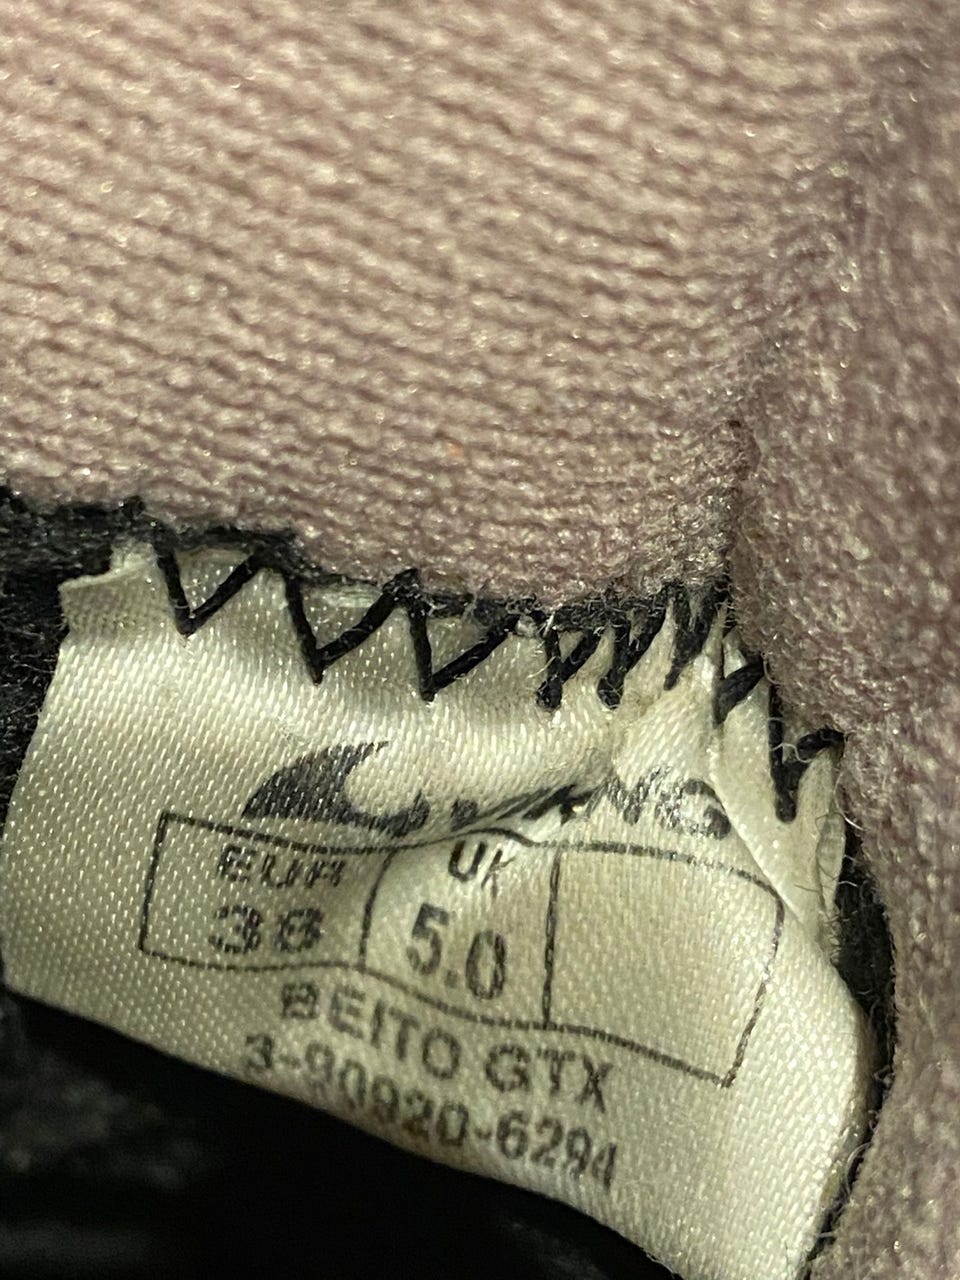 EUR UK
38 5.0
BEITO GTX
3-90920-6294